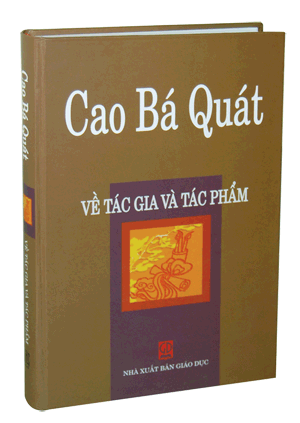 Cao Bá Quát
VỀ TÁC GIA VÀ TÁC PHẨM
NHÀ XUẤT BẢN GIÁO DỤC
Cao Bá Quát
VỀ TÁC GIA VÀ TÁC PHẨM